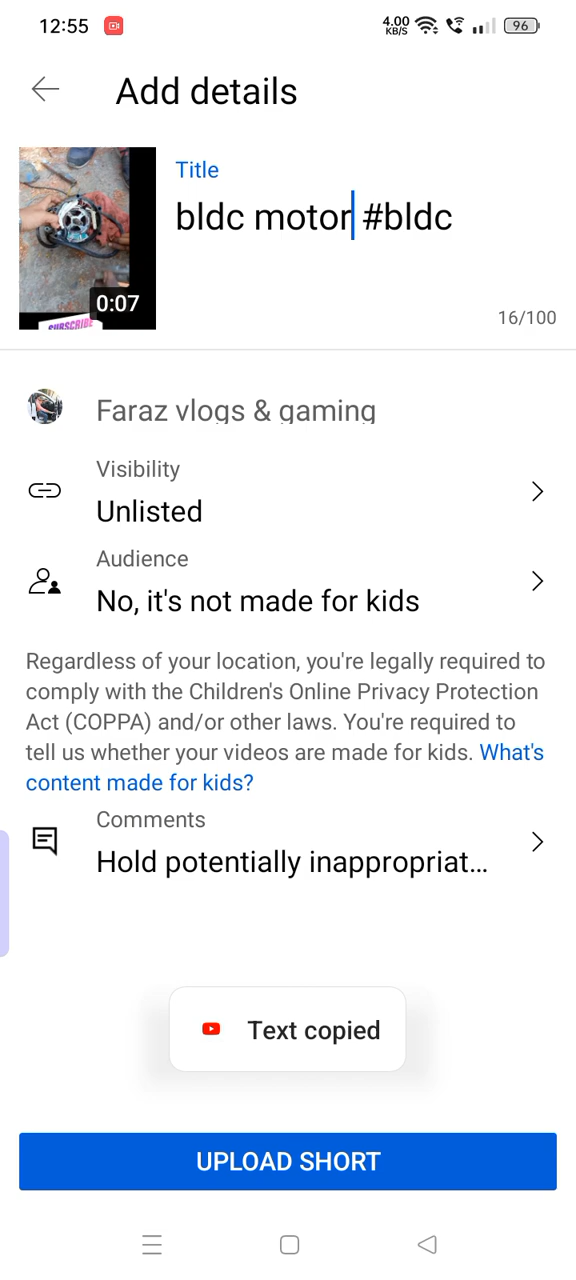 12:55
4.00
KB/S
96
Add details
Title
bldc motor #bldc
0:07
SUBSCRIBE
16/100
Faraz vlogs & gaming
Visibility
Unlisted
Audience
No, it's not made for kids
Regardless of your location, you're legally required to
comply with the Children's Online Privacy Protection
Act (COPPA) and/or other laws. You're required to
tell us whether your videos are made for kids. What's
content made for kids?
Comments
Hold potentially inappropriat...
Text copied
UPLOAD SHORT